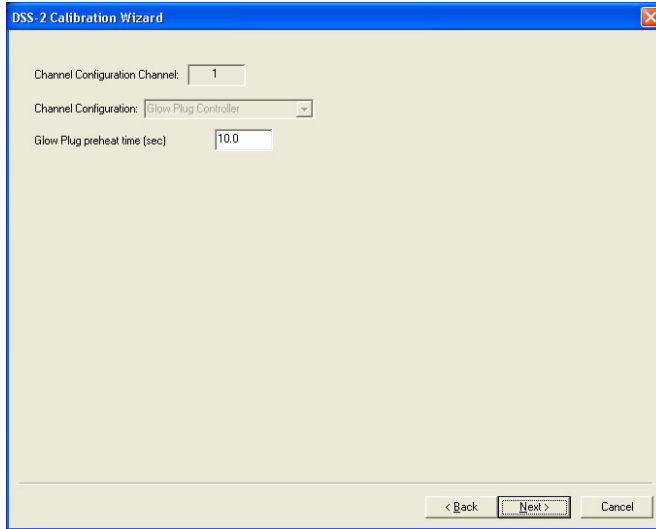 DSS-2 Calibration Wizard
Channel Configuration Channel: 1
Channel Configuration: Glow Plug Controller
Glow Plug preheat time (sec) 10.0
< Back Next > Cancel